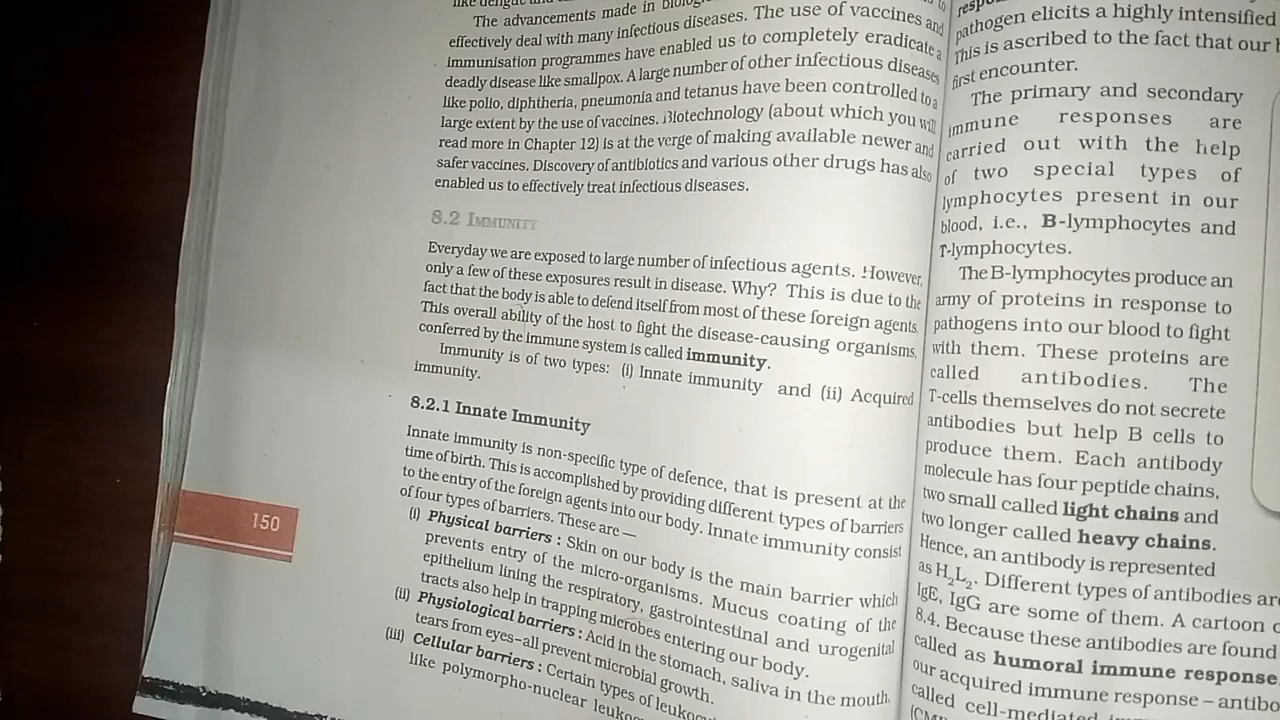 like dengue and
The advancements made in
effectively deal with many infectious diseases. The use of vaccines and
immunisation programmes have enabled us to completely eradicate a
deadly disease like smallpox. A large number of other infectious diseases
like polio, diphtheria, pneumonia and tetanus have been controlled to a
large extent by the use of vaccines. Biotechnology (about which you will
read more in Chapter 12) is at the verge of making available newer and
safer vaccines. Discovery of antibiotics and various other drugs has also
enabled us to effectively treat infectious diseases.
8.2 IMMUNITY
Everyday we are exposed to large number of infectious agents. However,
only a few of these exposures result in disease. Why? This is due to the
fact that the body is able to defend itself from most of these foreign agents.
This overall ability of the host to fight the disease-causing organisms,
conferred by the immune system is called immunity.
Immunity is of two types: (i) Innate immunity and (ii) Acquired
immunity.
8.2.1 Innate Immunity
Innate immunity is non-specific type of defence, that is present at the
time of birth. This is accomplished by providing different types of barriers
to the entry of the foreign agents into our body. Innate immunity consist
of four types of barriers. These are —
(i) Physical barriers : Skin on our body is the main barrier which
prevents entry of the micro-organisms. Mucus coating of the
epithelium lining the respiratory, gastrointestinal and urogenital
tracts also help in trapping microbes entering our body.
(ii) Physiological barriers : Acid in the stomach, saliva in the mouth,
tears from eyes–all prevent microbial growth.
(iii) Cellular barriers : Certain types of
like polymorpho-nuclear
150
pathogen elicits a highly intensified
This is ascribed to the fact that our
first encounter.
The primary and secondary
immune responses are
carried out with the help
of two special types of
lymphocytes present in our
blood, i.e., B-lymphocytes and
T-lymphocytes.
The B-lymphocytes produce an
army of proteins in response to
pathogens into our blood to fight
with them. These proteins are
called antibodies. The
T-cells themselves do not secrete
antibodies but help B cells to
produce them. Each antibody
molecule has four peptide chains,
two small called light chains and
two longer called heavy chains.
Hence, an antibody is represented
as H₂L₂. Different types of antibodies are
IgE, IgG are some of them. A cartoon
8.4. Because these antibodies are found
called as humoral immune response.
our acquired immune response –
called cell-mediated